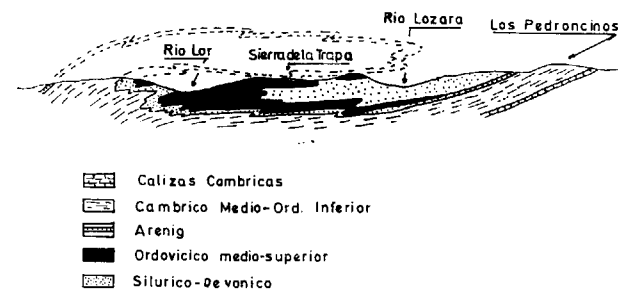 Rio Lozara
Los Pedroncinos
Rio Lor
Sierra de la Trapa
Calizas Cambricas
Cambrico Medio-Ord. Inferior
Arenig
Ordovicico medio-superior
Silurico-Devonico